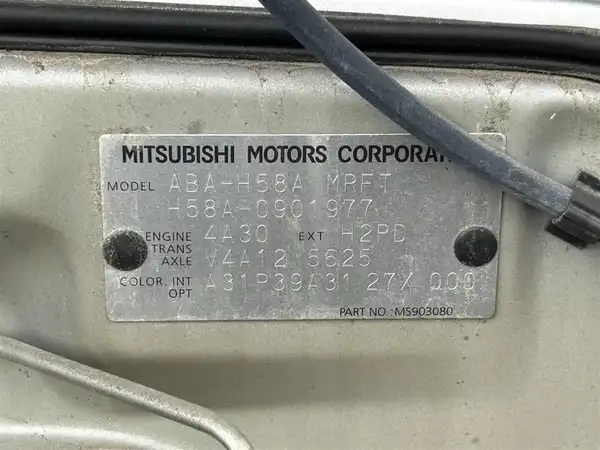 MITSUBISHI MOTORS CORPORAT
MODEL ABA-H58A MRFT
H58A-0901977
ENGINE 4A30 EXT H2PD
TRANS AXLE V4A12 5625
COLOR. INT OPT A31P39A31 27X 000
PART NO.:MS903080